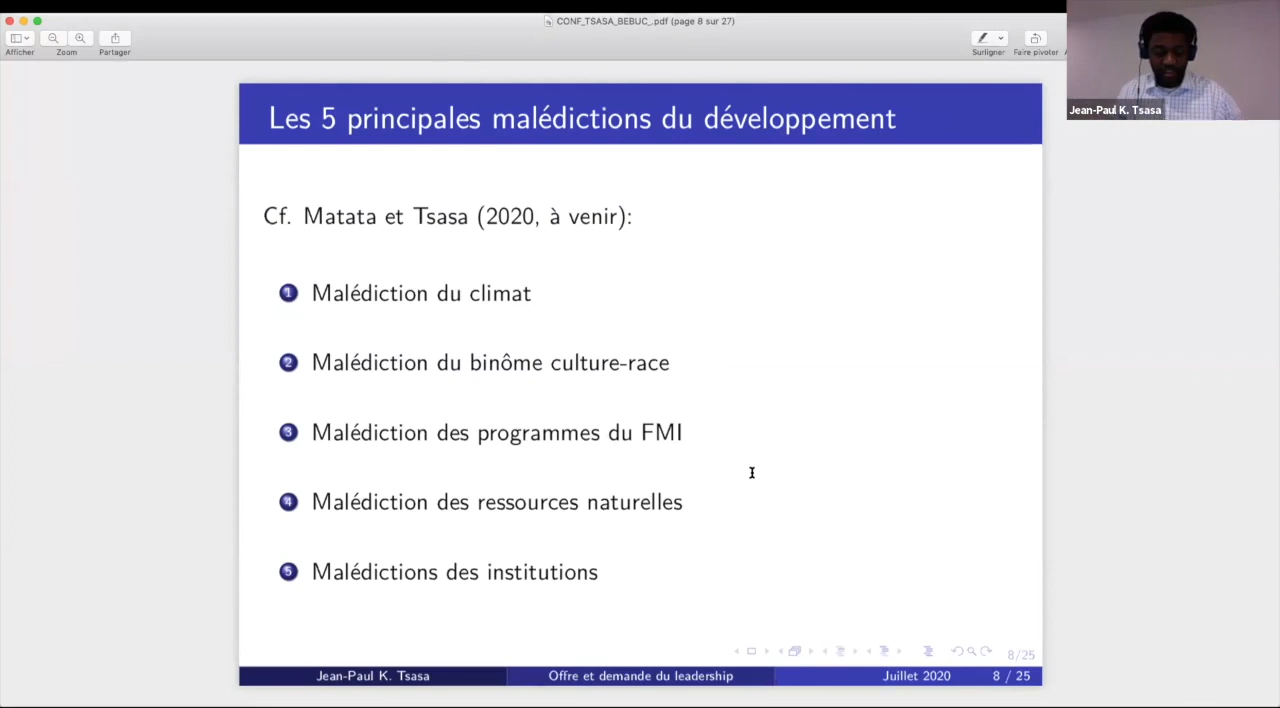 CONF_TSASA_BEBUC_.pdf (page 8 sur 27)
Afficher Zoom Partager Surligner Faire pivoter
Jean-Paul K. Tsasa
Les 5 principales malédictions du développement
Cf. Matata et Tsasa (2020, à venir):
1 Malédiction du climat
2 Malédiction du binôme culture-race
3 Malédiction des programmes du FMI
4 Malédiction des ressources naturelles
5 Malédictions des institutions
8/25
Jean-Paul K. Tsasa Offre et demande du leadership Juillet 2020 8 / 25